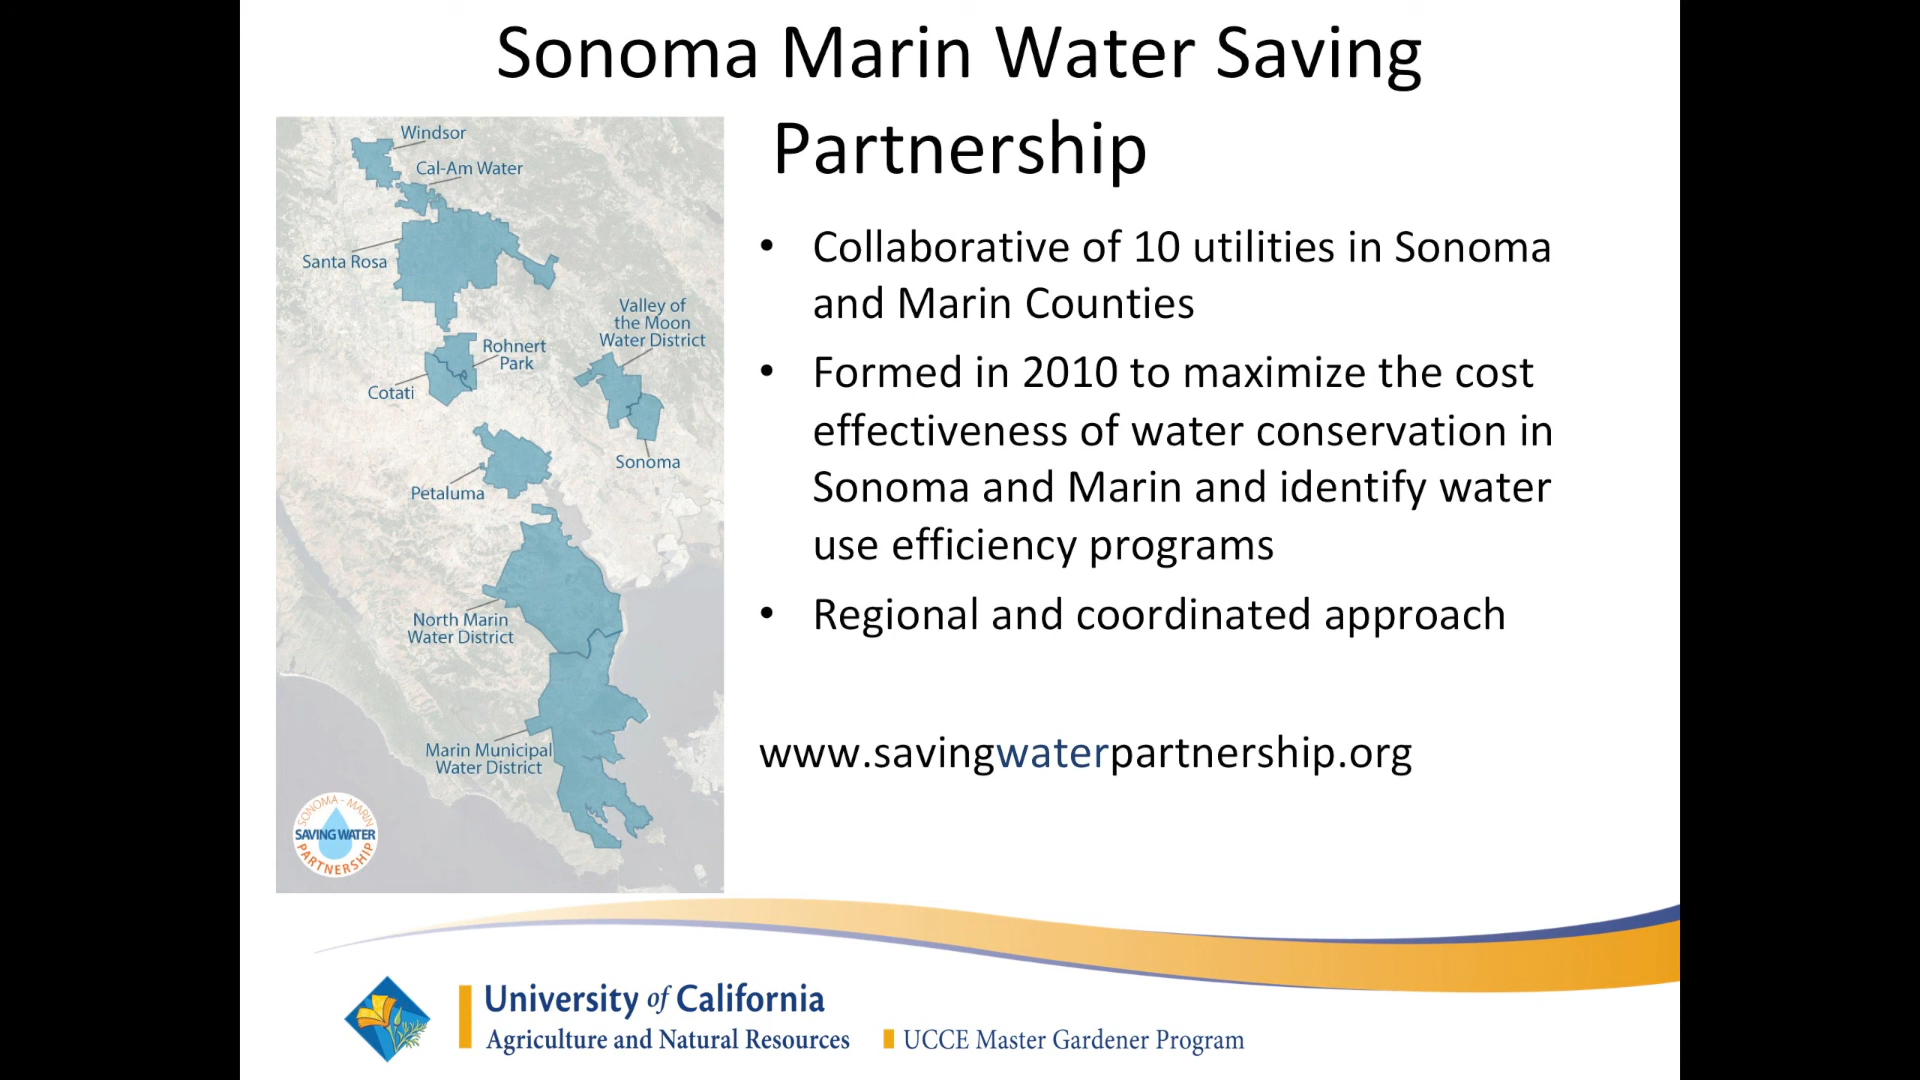 Sonoma Marin Water Saving
Partnership
Windsor
Cal-Am Water
Santa Rosa
Valley of
the Moon
Water District
Rohnert
Park
Cotati
Sonoma
Petaluma
North Marin
Water District
Marin Municipal
Water District
SONOMA - MARIN
SAVING WATER
PARTNERSHIP
• Collaborative of 10 utilities in Sonoma
and Marin Counties
• Formed in 2010 to maximize the cost
effectiveness of water conservation in
Sonoma and Marin and identify water
use efficiency programs
• Regional and coordinated approach
www.savingwaterpartnership.org
University of California
Agriculture and Natural Resources
UCCE Master Gardener Program